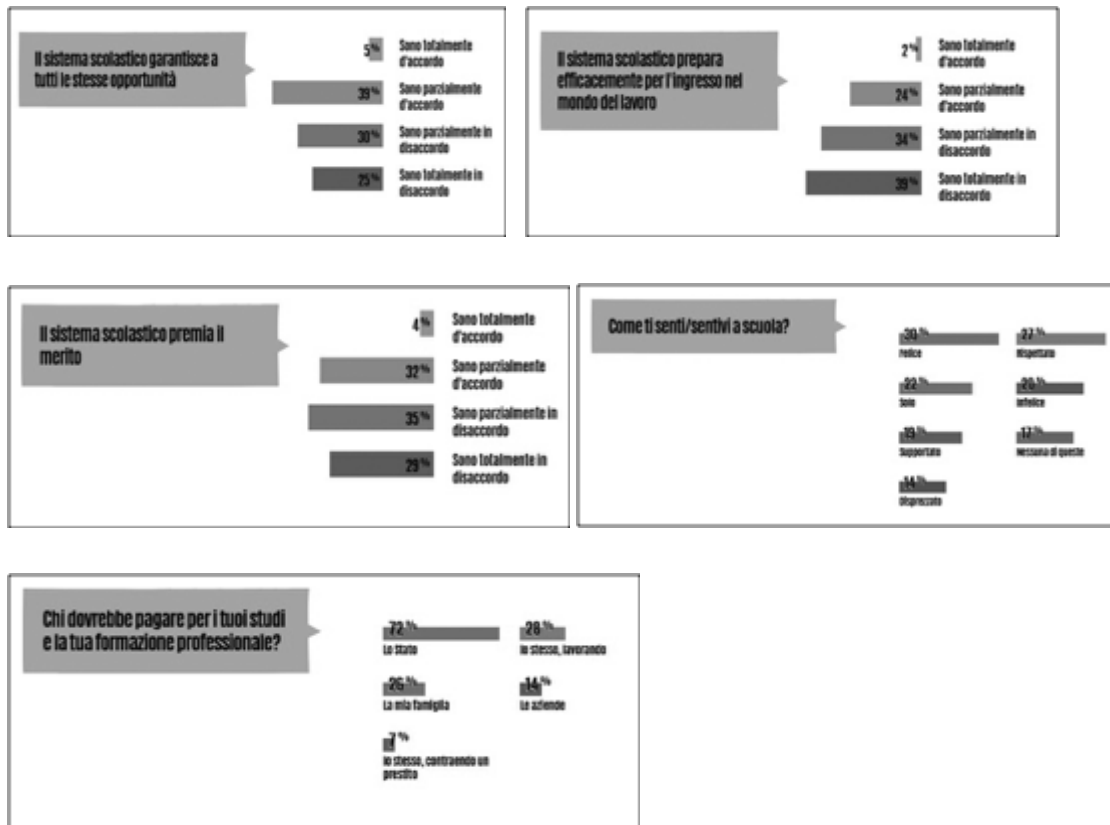 Il sistema scolastico garantisce a
tutti le stesse opportunità
5%
Sono totalmente
d'accordo
39%
Sono parzialmente
d'accordo
30%
Sono parzialmente in
disaccordo
25%
Sono totalmente in
disaccordo
Il sistema scolastico prepara
efficacemente per l'ingresso nel
mondo del lavoro
2%
Sono totalmente
d'accordo
24%
Sono parzialmente
d'accordo
34%
Sono parzialmente in
disaccordo
39%
Sono totalmente in
disaccordo
Il sistema scolastico premia il
merito
4%
Sono totalmente
d'accordo
32%
Sono parzialmente
d'accordo
35%
Sono parzialmente in
disaccordo
29%
Sono totalmente in
disaccordo
Come ti senti/sentivi a scuola?
30%
Felice
27%
Rispettato
22%
Solo
20%
Infelice
19%
Supportato
17%
Nessuna di queste
14%
Disprezzato
Chi dovrebbe pagare per i tuoi studi
e la tua formazione professionale?
72%
Lo Stato
28%
Io stesso, lavorando
26%
La mia famiglia
14%
Le aziende
7%
Io stesso, contraendo un
prestito